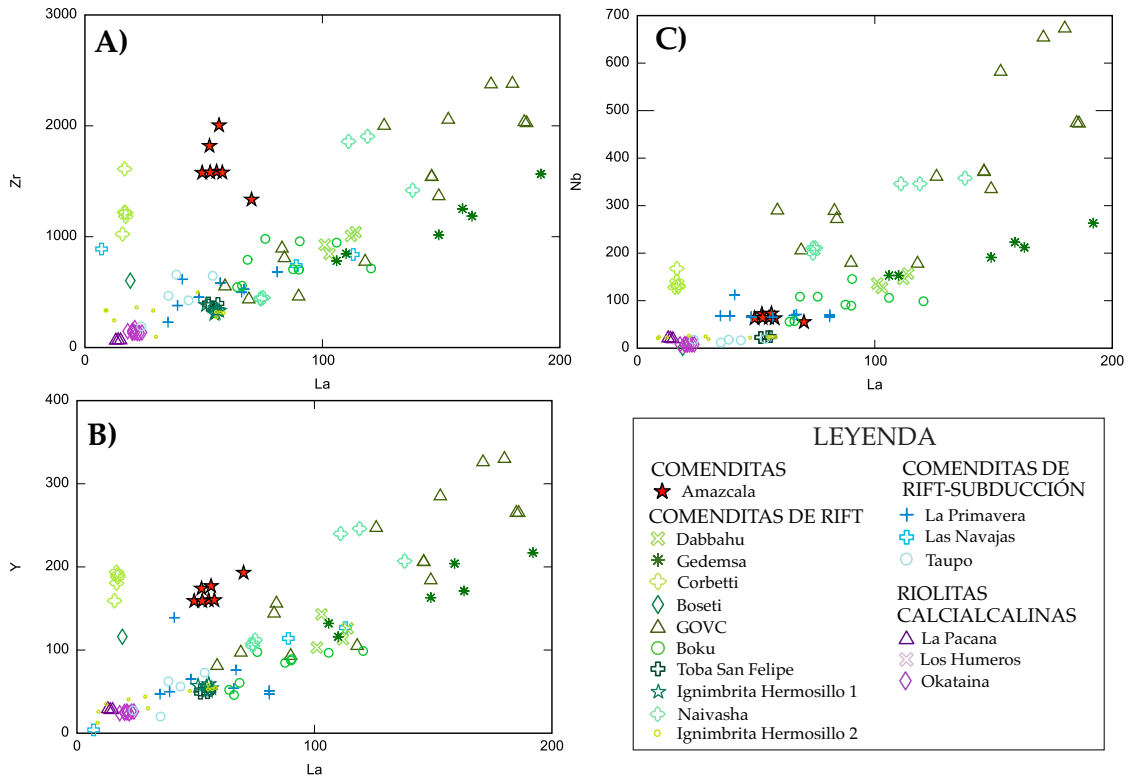 A)
3000
2000
1000
0
Zr
0
100
200
La
C)
700
600
500
400
300
200
100
0
Nb
0
100
200
La
B)
400
300
200
100
0
Y
0
100
200
La
LEYENDA
COMENDITAS
Amazcala
COMENDITAS DE RIFT
Dabbahu
Gedemsa
Corbetti
Boseti
GOVC
Boku
Toba San Felipe
Ignimbrita Hermosillo 1
Naivasha
Ignimbrita Hermosillo 2
COMENDITAS DE
RIFT-SUBDUCCIÓN
La Primavera
Las Navajas
Taupo
RIOLITAS
CALCIALCALINAS
La Pacana
Los Humeros
Okataina